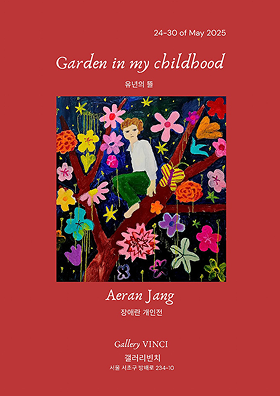 24-30 of May 2025
Garden in my childhood
유년의 뜰
Aeran Jang
장애란 개인전
Gallery VINCI
갤러리빈치
서울 서초구 방배로 234-10